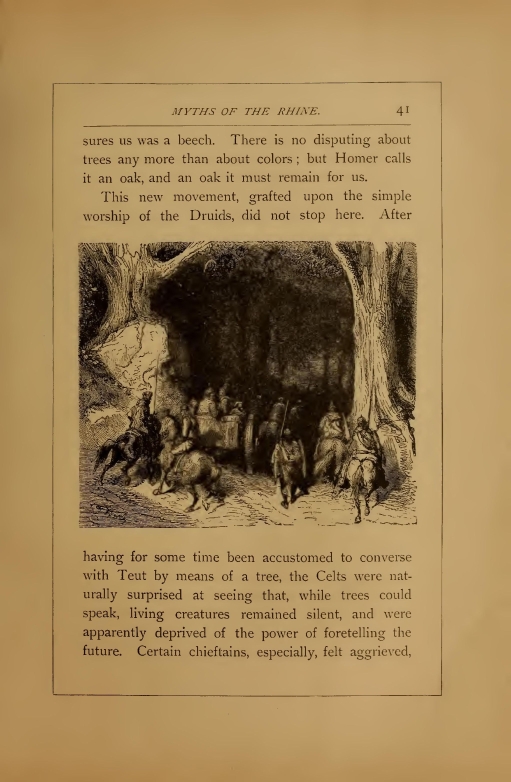 MYTHS OF THE RHINE. 41
sures us was a beech. There is no disputing about
trees any more than about colors; but Homer calls
it an oak, and an oak it must remain for us.
This new movement, grafted upon the simple
worship of the Druids, did not stop here. After
having for some time been accustomed to converse
with Teut by means of a tree, the Celts were nat-
urally surprised at seeing that, while trees could
speak, living creatures remained silent, and were
apparently deprived of the power of foretelling the
future. Certain chieftains, especially, felt aggrieved,